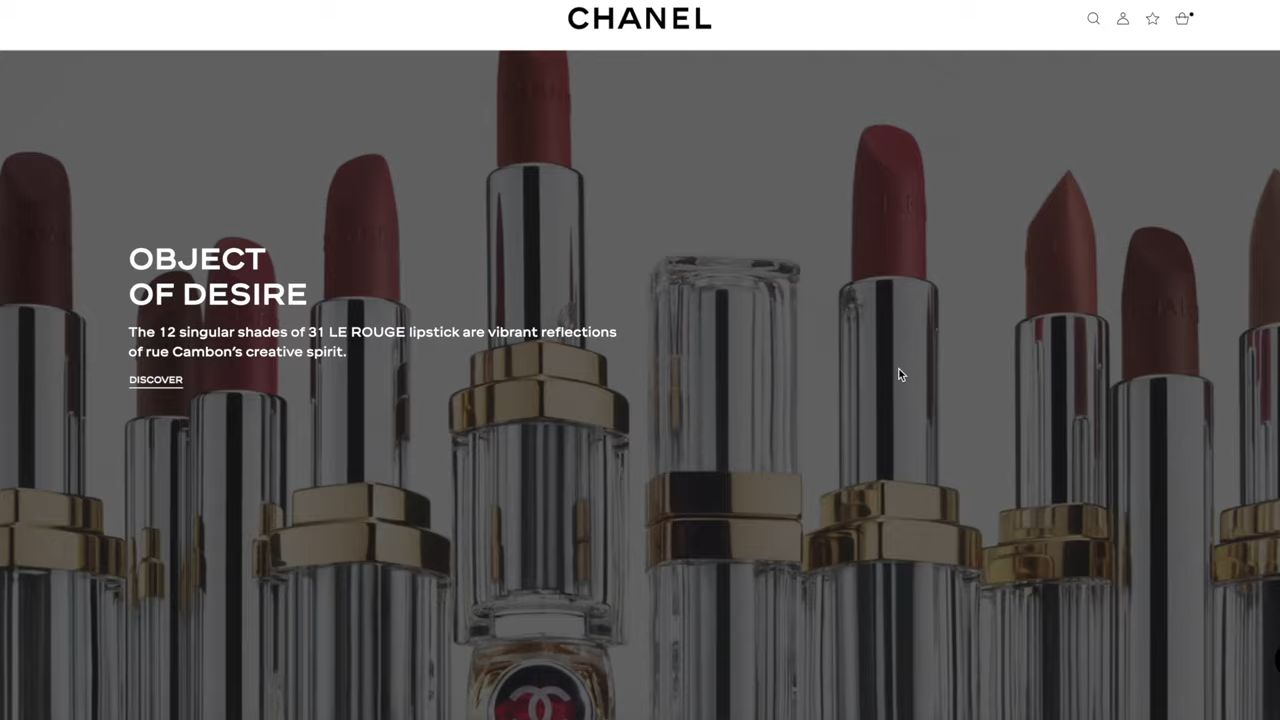 CHANEL
OBJECT
OF DESIRE
The 12 singular shades of 31 LE ROUGE lipstick are vibrant reflections
of rue Cambon's creative spirit.
DISCOVER